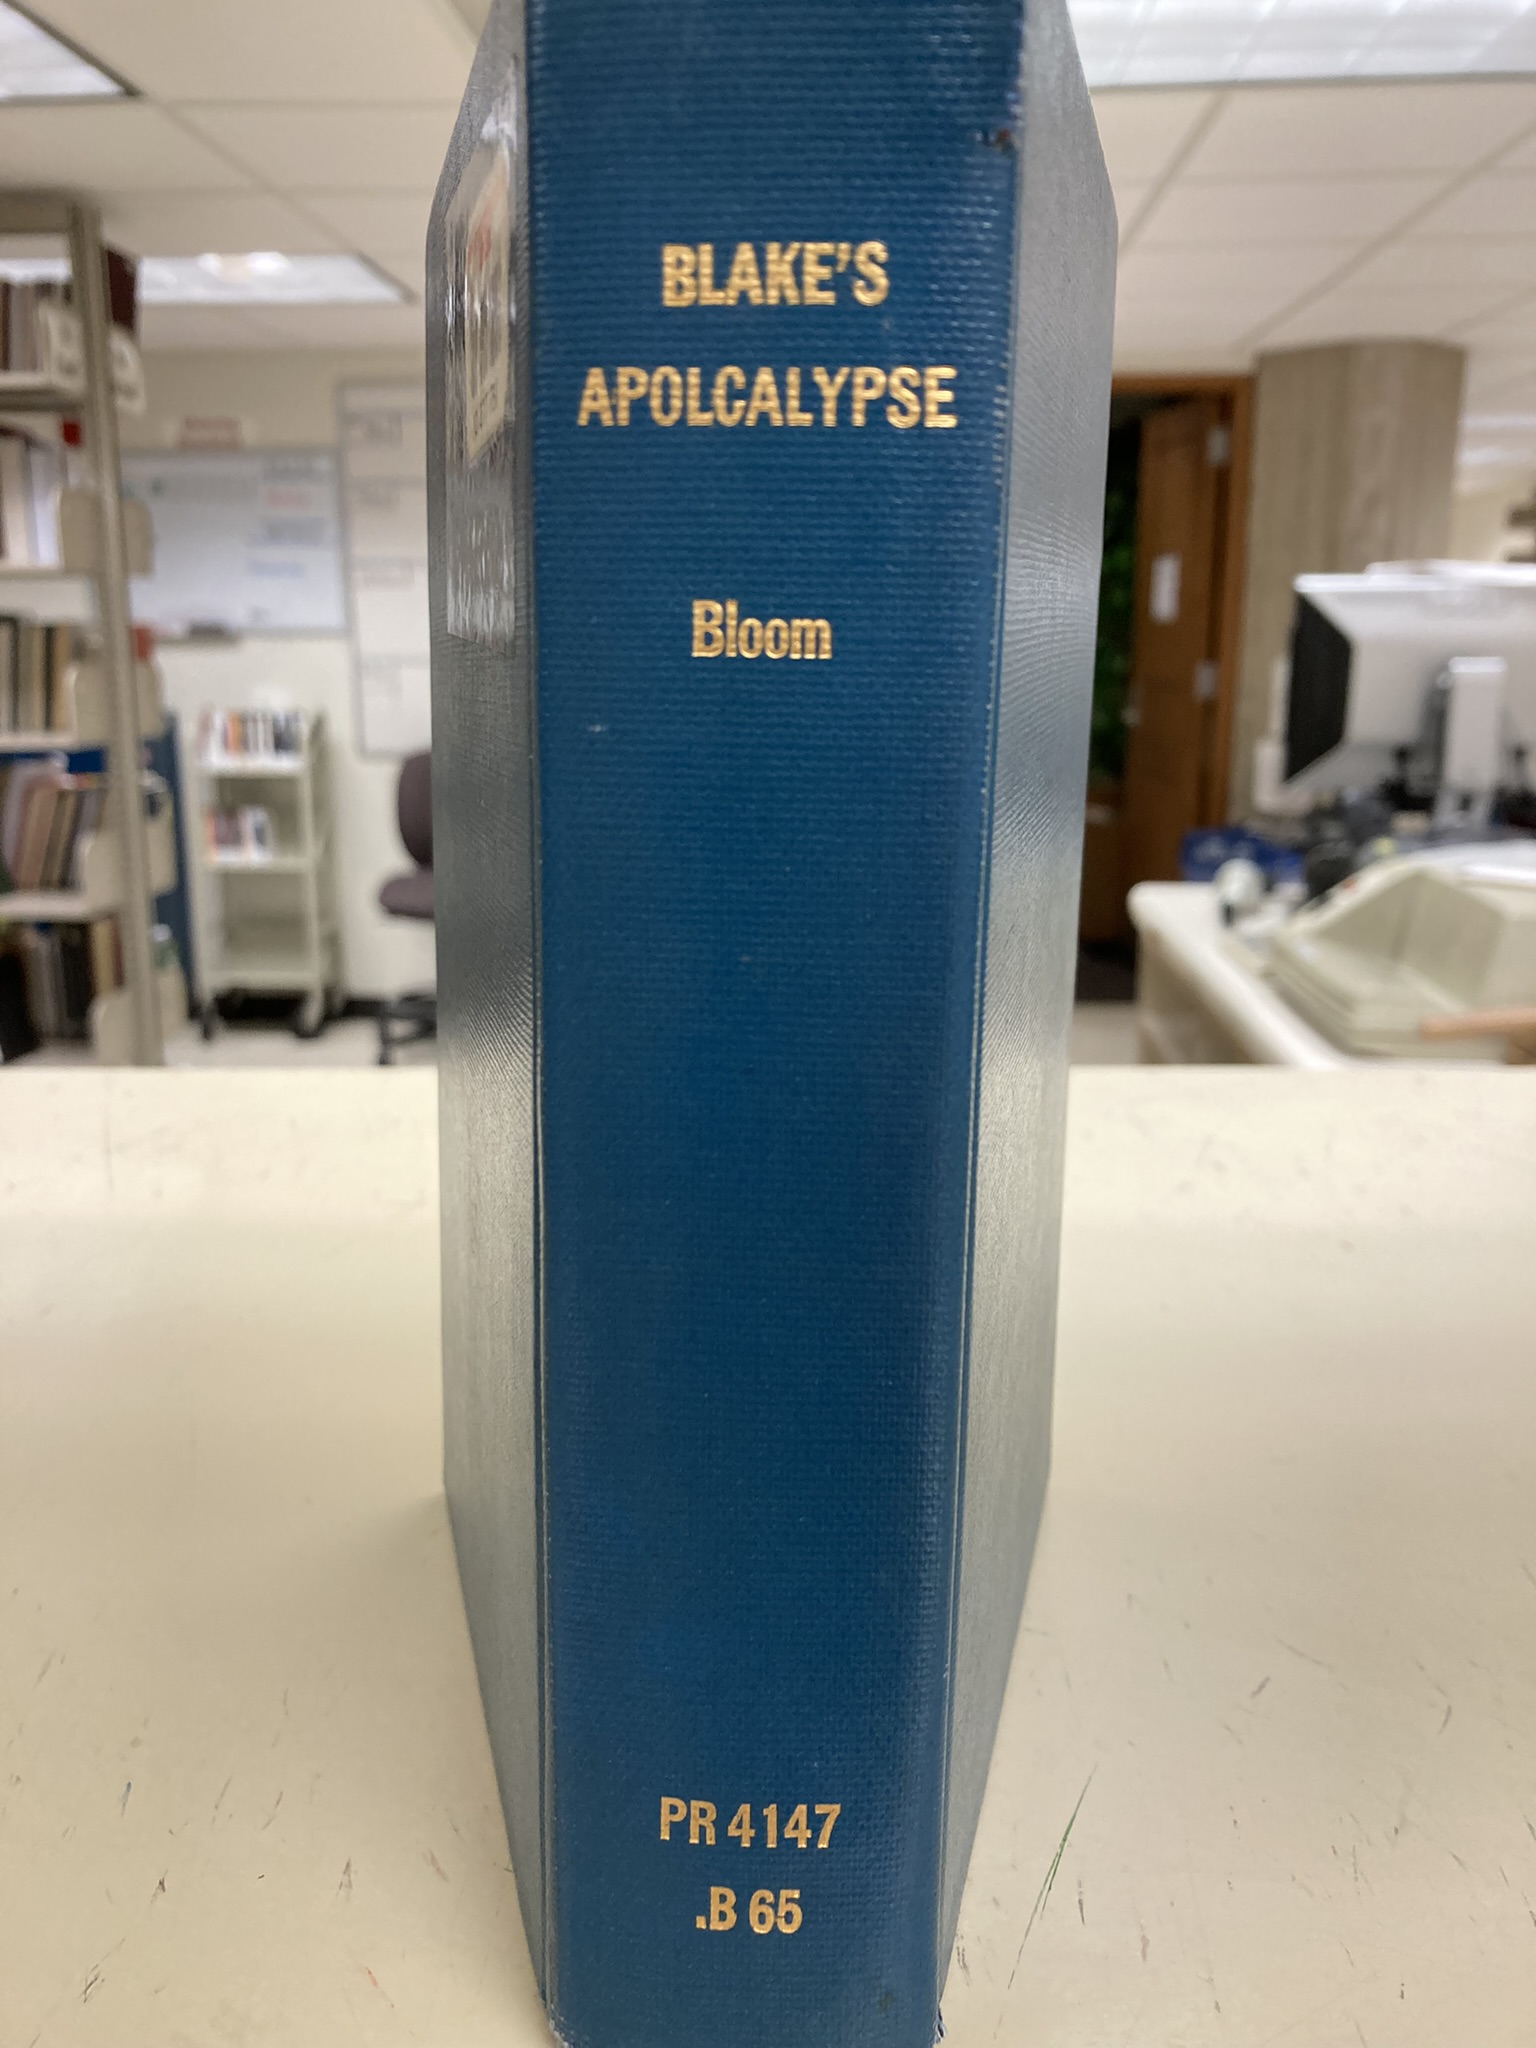 BLAKE'S
APOLCALYPSE
Bloom
PR 4147
.B 65